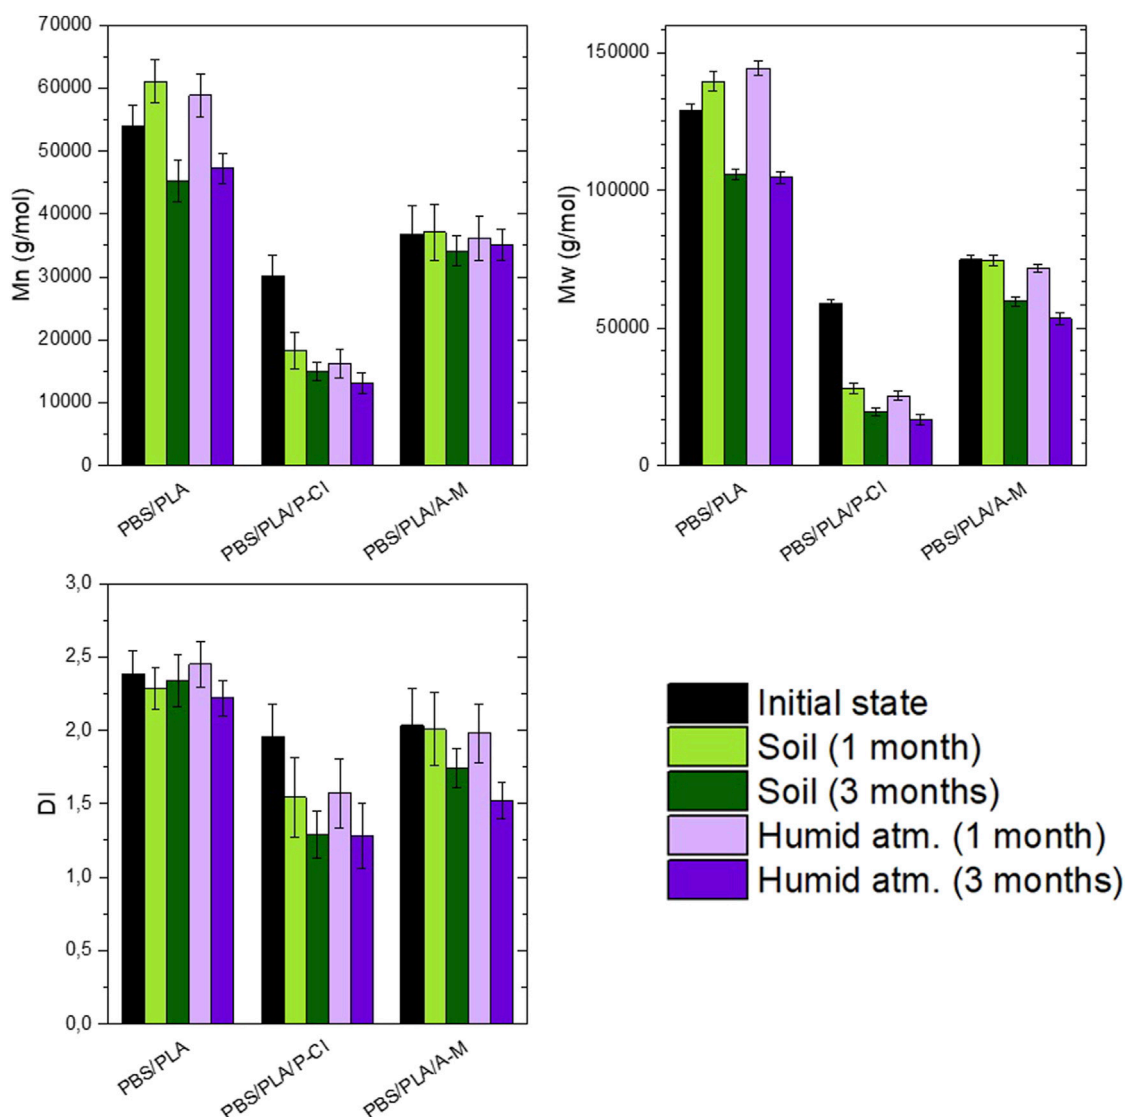 70000
60000
50000
40000
30000
20000
10000
0
Mn (g/mol)
PBS/PLA
PBS/PLA/P-CI
PBS/PLA/A-M
150000
100000
50000
0
Mw (g/mol)
PBS/PLA
PBS/PLA/P-CI
PBS/PLA/A-M
3,0
2,5
2,0
1,5
1,0
0,5
0,0
DI
PBS/PLA
PBS/PLA/P-CI
PBS/PLA/A-M
Initial state
Soil (1 month)
Soil (3 months)
Humid atm. (1 month)
Humid atm. (3 months)